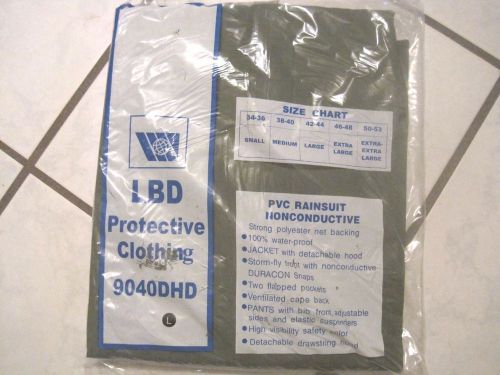 LBD
Protective
Clothing
9040DHD
L
SIZE CHART
34-36 38-40 42-44 46-48 50-53
SMALL MEDIUM LARGE EXTRA LARGE EXTRA-EXTRA LARGE
PVC RAINSUIT
NONCONDUCTIVE
Strong polyester net backing
● 100% water-proof
● JACKET with detachable hood
● Storm-fly front with nonconductive
DURACON Snaps
● Two flapped pockets
● Ventilated cape back
● PANTS with bib front, adjustable
sides and elastic suspenders
● High visibility safety color
● Detachable drawstring hood